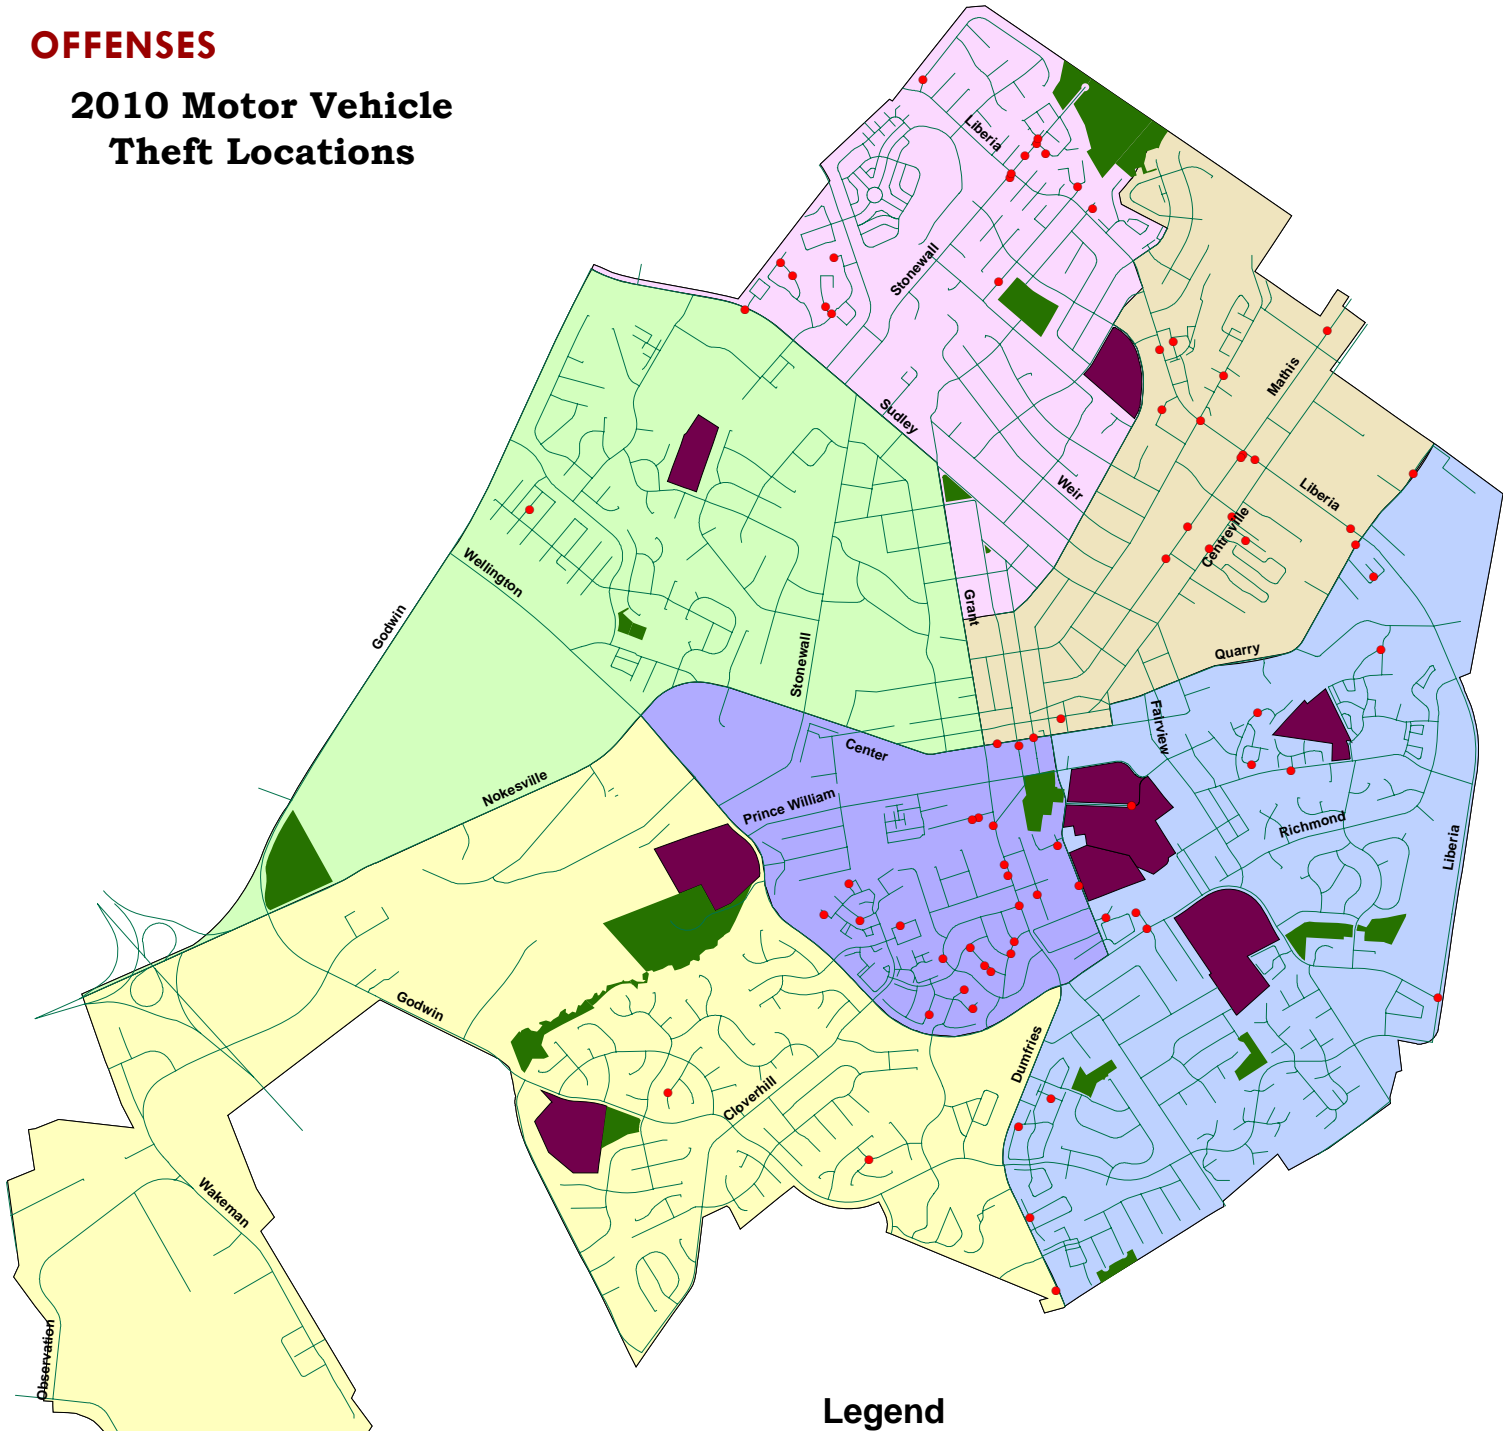 OFFENSES
2010 Motor Vehicle
Theft Locations
Liberia
Stonewall
Mathis
Sudley
Weir
Liberia
Centreville
Wellington
Godwin
Grant
Stonewall
Quarry
Fairview
Center
Nokesville
Prince William
Richmond
Liberia
Godwin
Dumfries
Cloverhill
Wakeman
Observation
Legend